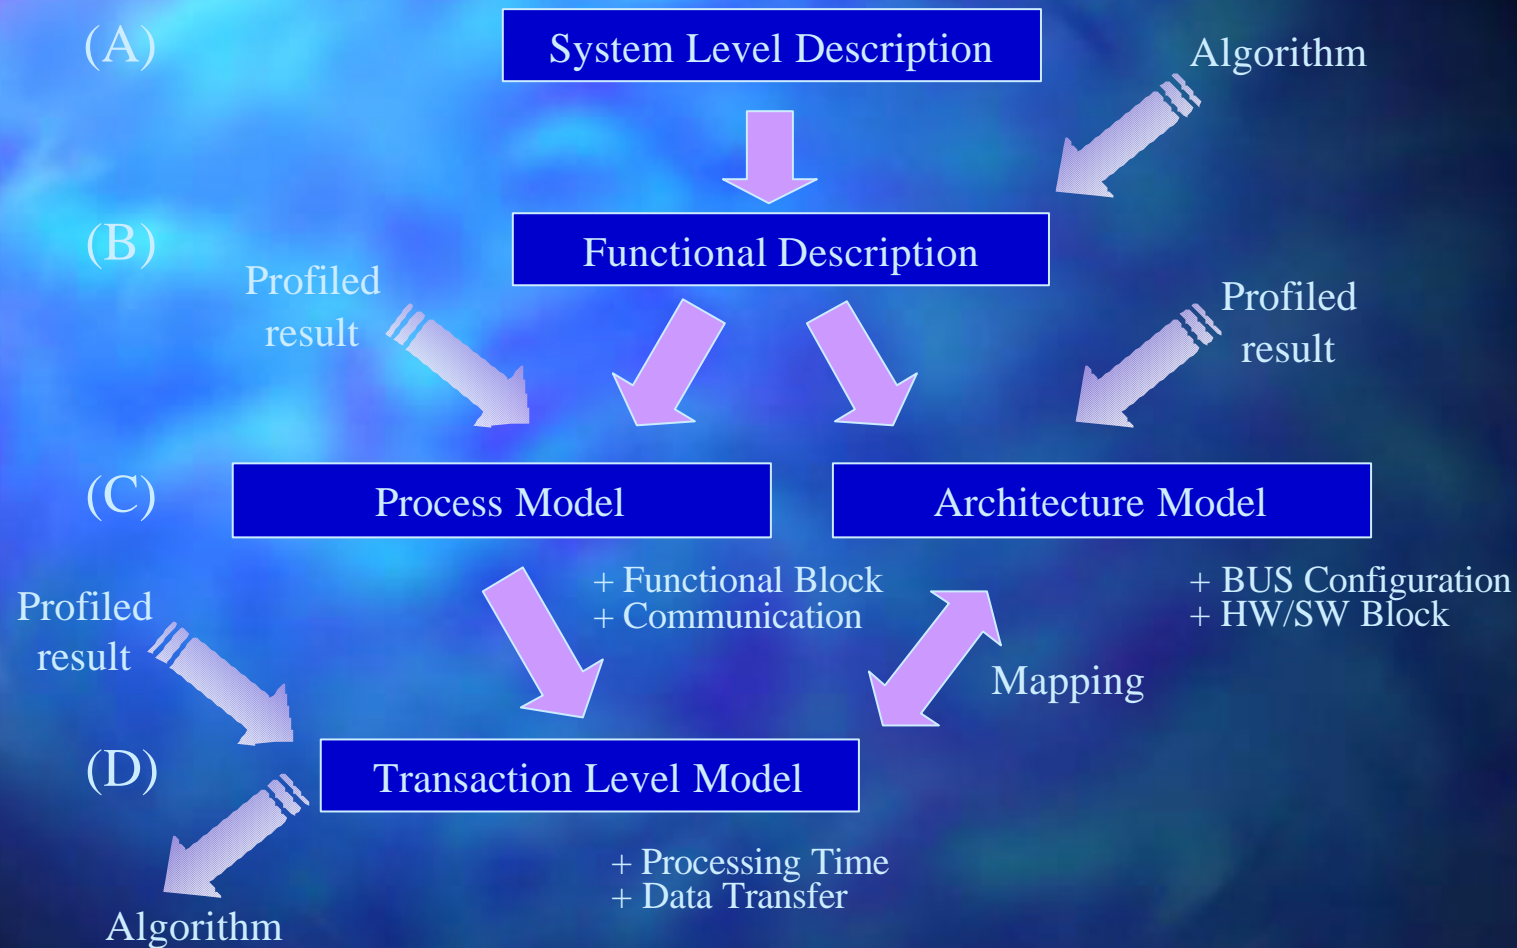 (A)
System Level Description
Algorithm
(B)
Functional Description
Profiled
result
Profiled
result
(C)
Process Model
Architecture Model
+ Functional Block
+ Communication
+ BUS Configuration
+ HW/SW Block
Profiled
result
Mapping
(D)
Transaction Level Model
+ Processing Time
+ Data Transfer
Algorithm